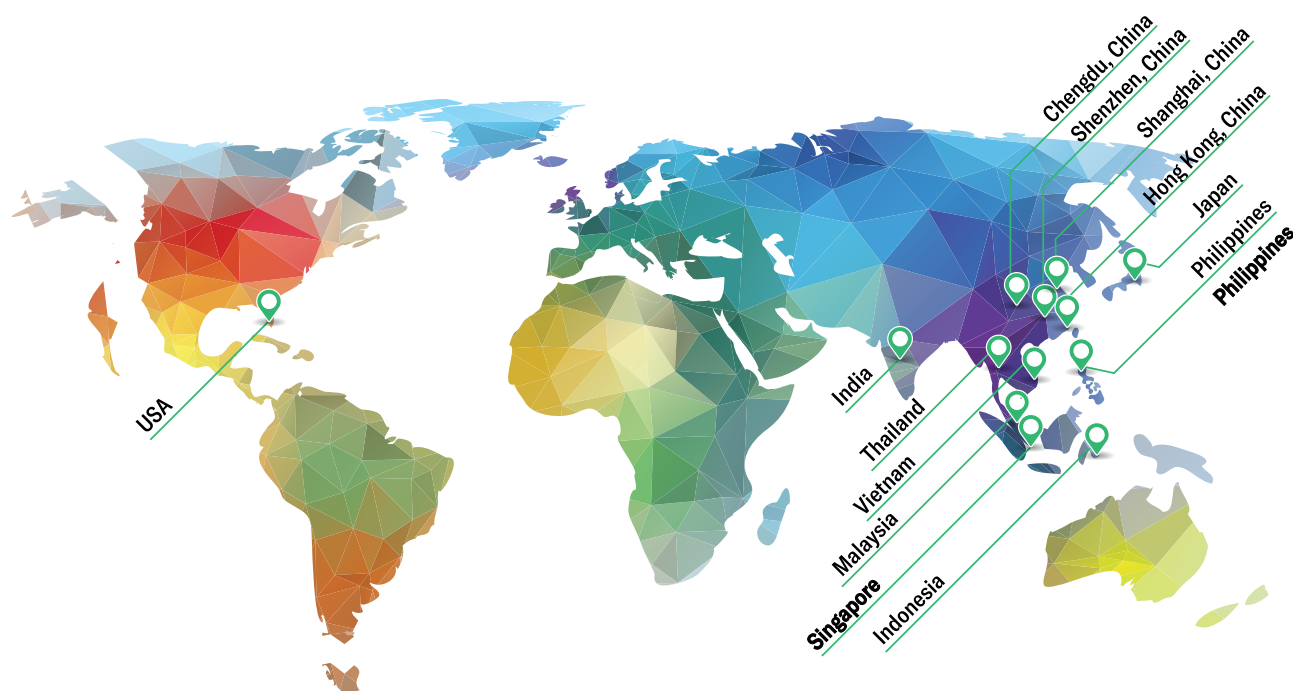 Chengdu, China
Shenzhen, China
Shanghai, China
Hong Kong, China
Japan
Philippines
Philippines
USA
India
Thailand
Vietnam
Malaysia
Singapore
Indonesia